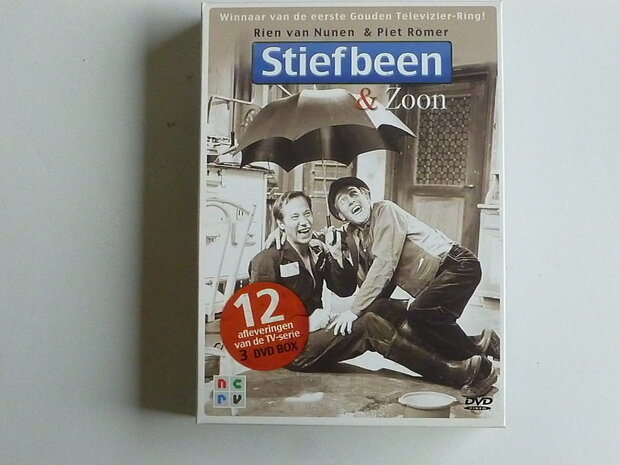 Winnaar van de eerste Gouden Televizier-Ring!
Rien van Nunen & Piet Römer
Stiefbeen
& Zoon
12
afleveringen
van de TV-serie
3 DVD BOX
n c
r v
DVD
VIDEO